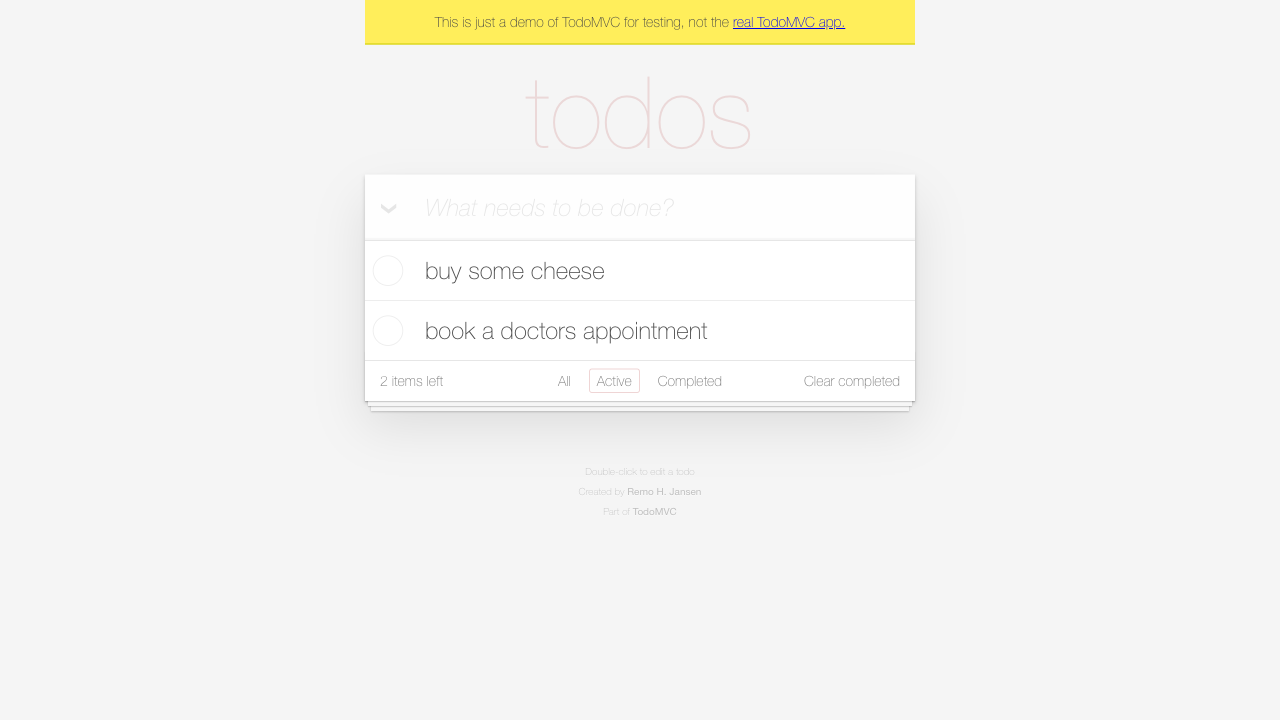 This is just a demo of TodoMVC for testing, not the real TodoMVC app.
todos
What needs to be done?
buy some cheese
book a doctors appointment
2 items left All Active Completed Clear completed
Double-click to edit a todo
Created by Remo H. Jansen
Part of TodoMVC